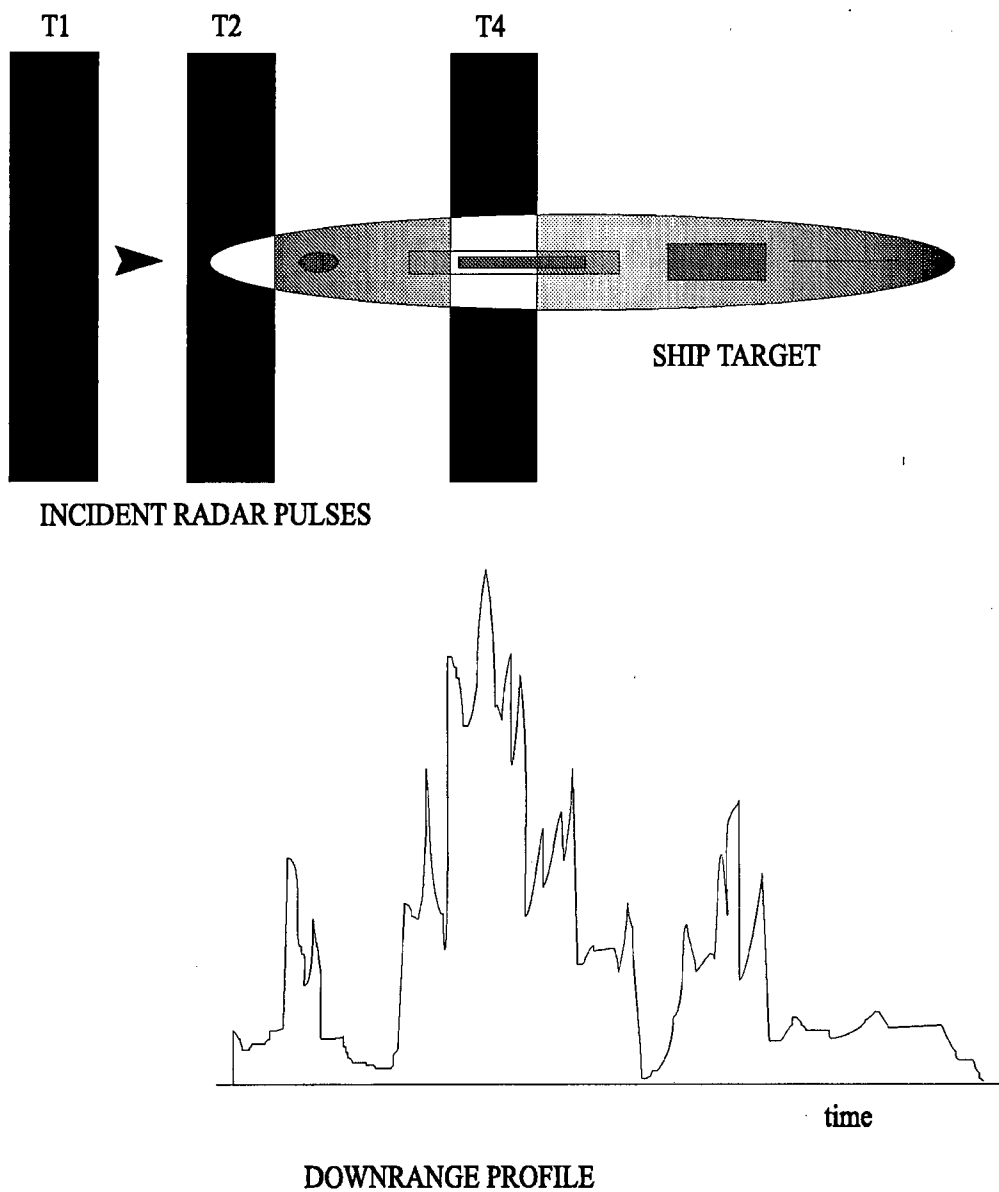 T1
T2
T4
SHIP TARGET
INCIDENT RADAR PULSES
time
DOWNRANGE PROFILE